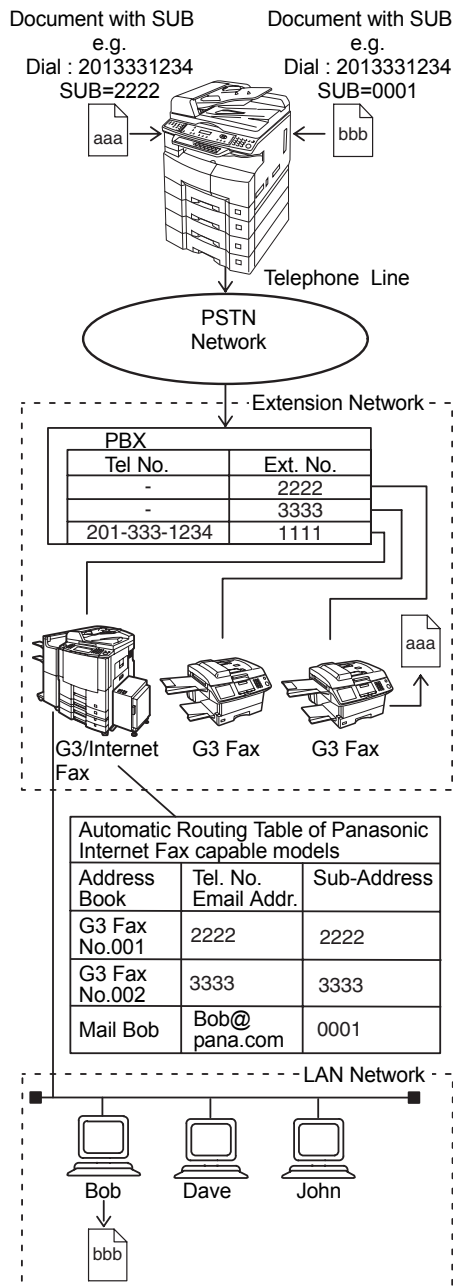 Document with SUB
e.g.
Dial : 2013331234
SUB=2222
Document with SUB
e.g.
Dial : 2013331234
SUB=0001
aaa
bbb
Telephone Line
PSTN
Network
Extension Network
PBX
Tel No. Ext. No.
- 2222
- 3333
201-333-1234 1111
aaa
G3/Internet
Fax
G3 Fax
G3 Fax
Automatic Routing Table of Panasonic
Internet Fax capable models
Address
Book
Tel. No.
Email Addr.
Sub-Address
G3 Fax
No.001
2222
2222
G3 Fax
No.002
3333
3333
Mail Bob
Bob@
pana.com
0001
LAN Network
Bob
Dave
John
bbb